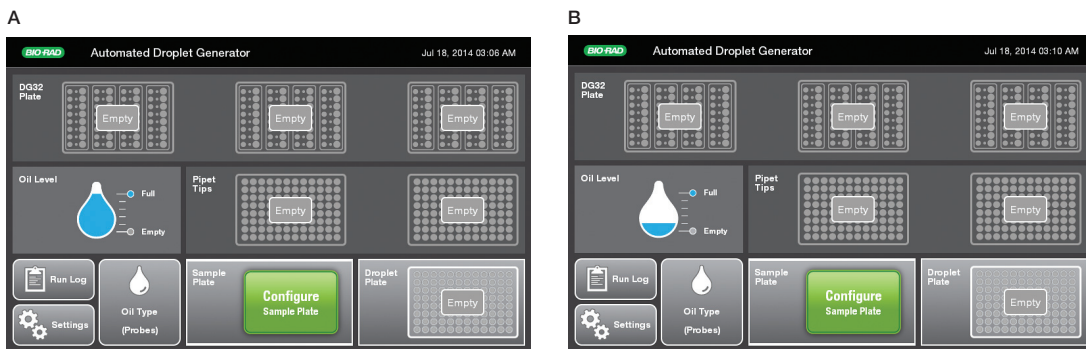 A
BIO-RAD Automated Droplet Generator Jul 18, 2014 03:06 AM
DG32
Plate
Empty Empty Empty
Oil Level
Full
Empty
Pipet
Tips
Empty Empty
Run Log
Settings
Oil Type
(Probes)
Sample
Plate
Configure
Sample Plate
Droplet
Plate
Empty
B
BIO-RAD Automated Droplet Generator Jul 18, 2014 03:10 AM
DG32
Plate
Empty Empty Empty
Oil Level
Full
Empty
Pipet
Tips
Empty Empty
Run Log
Settings
Oil Type
(Probes)
Sample
Plate
Configure
Sample Plate
Droplet
Plate
Empty